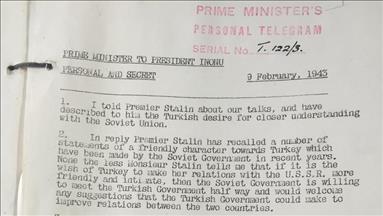 PRIME MINISTER'S
PERSONAL TELEGRAM
SERIAL No. T. 122/3.
PRIME MINISTER TO PRESIDENT INONU
PERSONAL AND SECRET 9 February, 1943
1. I told Premier Stalin about our talks, and have
described to him the Turkish desire for closer understanding
with the Soviet Union.
2. In reply Premier Stalin has recalled a number of
statements of a friendly character towards Turkey which
have been made by the Soviet Government in recent years.
None the less Monsieur Stalin tells me that if it is the
wish of Turkey to make her relations with the U.S.S.R. more
friendly and intimate, then the Soviet Government is willing
to meet the Turkish Government half way and would welcome
any suggestions that the Turkish Government could make to
improve relations between the two countries.